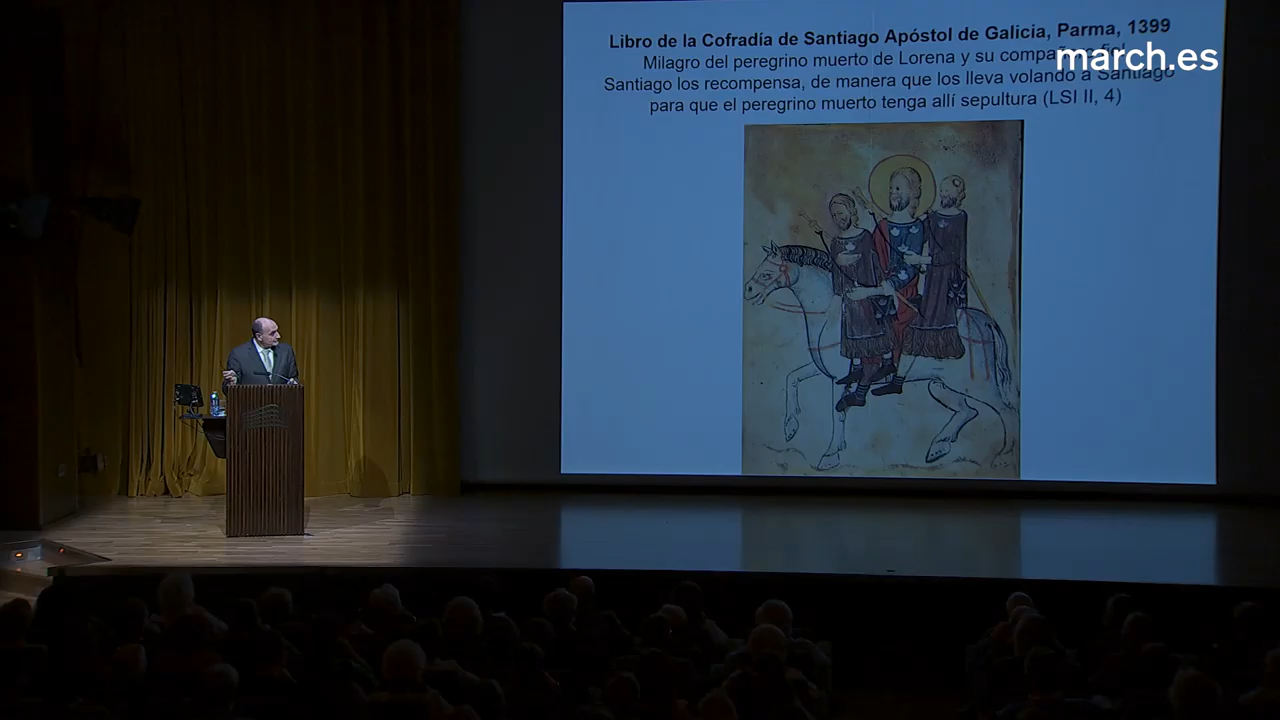 Libro de la Cofradía de Santiago Apóstol de Galicia, Parma, 1399
Milagro del peregrino muerto de Lorena y su
Santiago los recompensa, de manera que los lleva volando a Santiago
para que el peregrino muerto tenga allí sepultura (LSI II, 4)
march.es